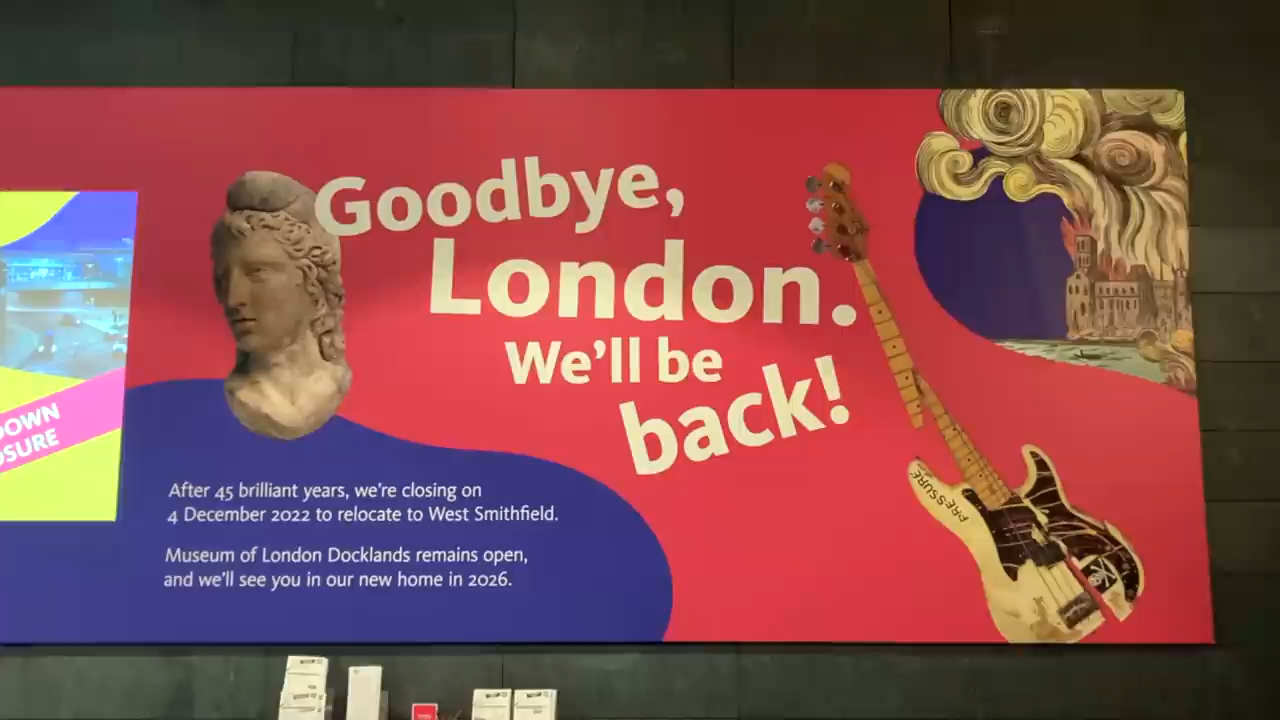 Goodbye,
London.
We'll be
back!
After 45 brilliant years, we're closing on
4 December 2022 to relocate to West Smithfield.
Museum of London Docklands remains open,
and we'll see you in our new home in 2026.
DOWN
OSURE
PRESSURE